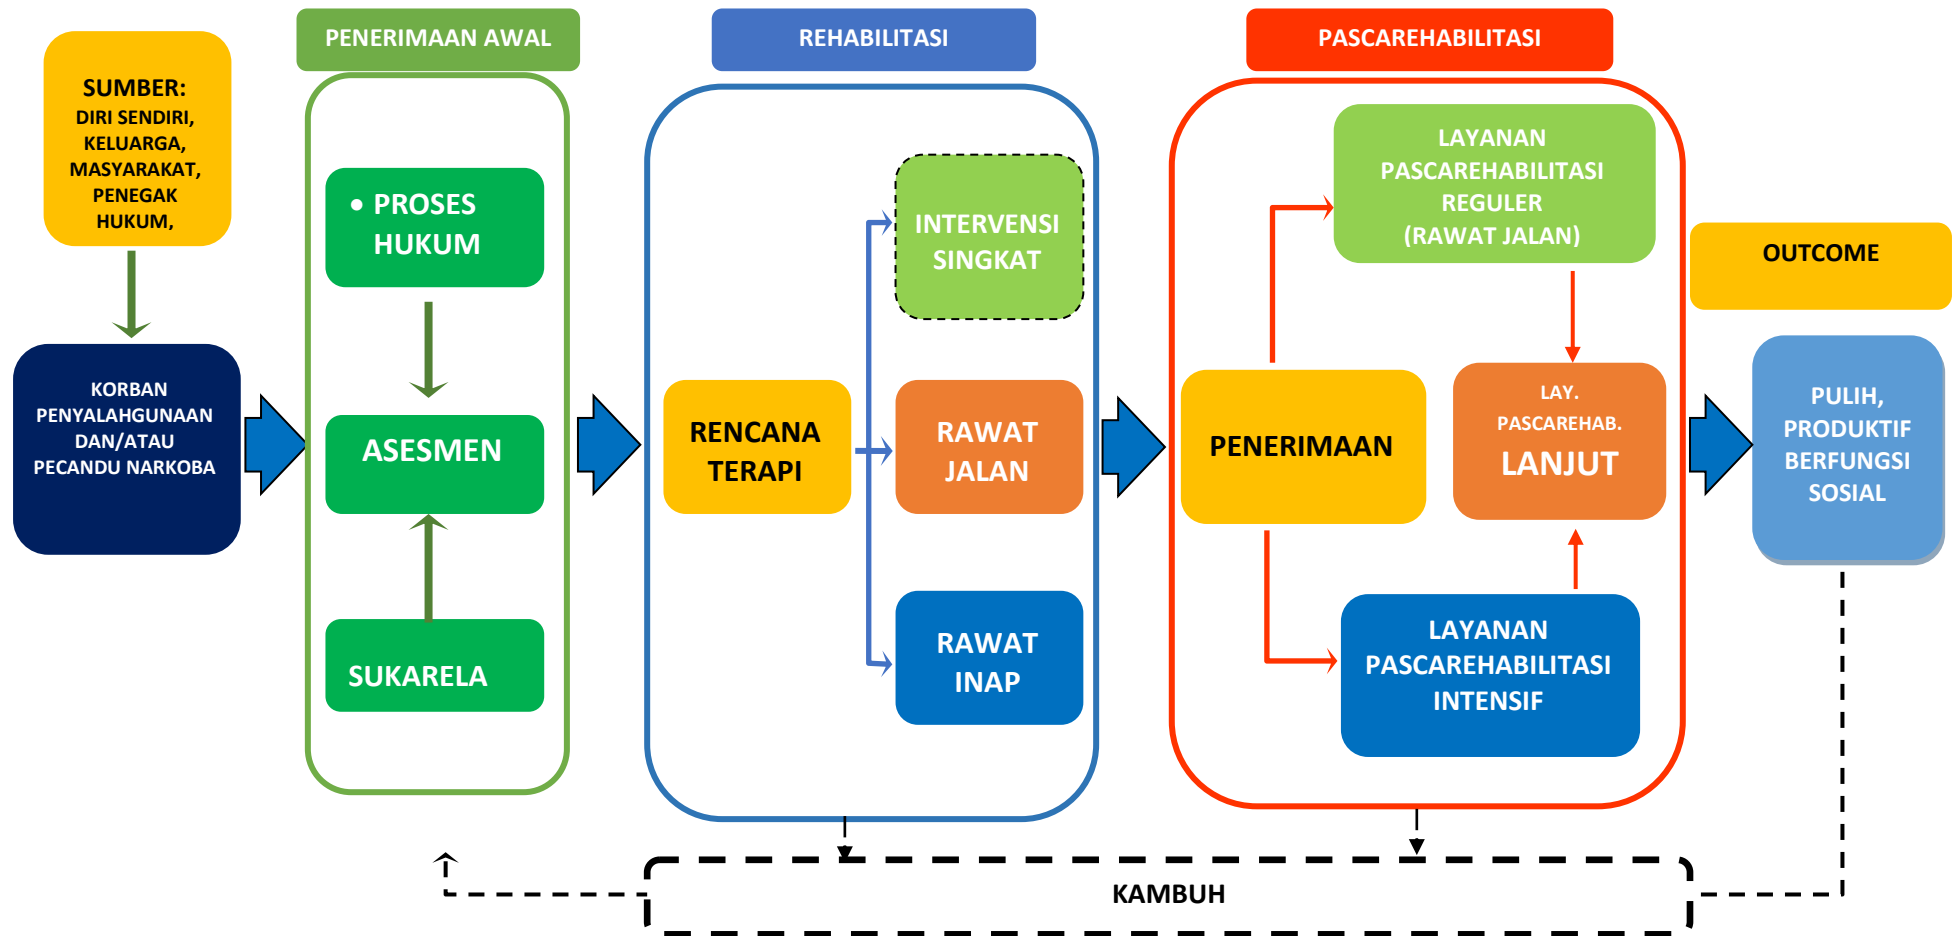 PENERIMAAN AWAL
REHABILITASI
PASCAREHABILITASI
SUMBER:
DIRI SENDIRI,
KELUARGA,
MASYARAKAT,
PENEGAK
HUKUM,
KORBAN
PENYALAHGUNAAN
DAN/ATAU
PECANDU NARKOBA
• PROSES
HUKUM
ASESMEN
SUKARELA
RENCANA
TERAPI
INTERVENSI
SINGKAT
RAWAT
JALAN
RAWAT
INAP
PENERIMAAN
LAYANAN
PASCAREHABILITASI
REGULER
(RAWAT JALAN)
LAY.
PASCAREHAB.
LANJUT
LAYANAN
PASCAREHABILITASI
INTENSIF
OUTCOME
PULIH,
PRODUKTIF
BERFUNGSI
SOSIAL
KAMBUH